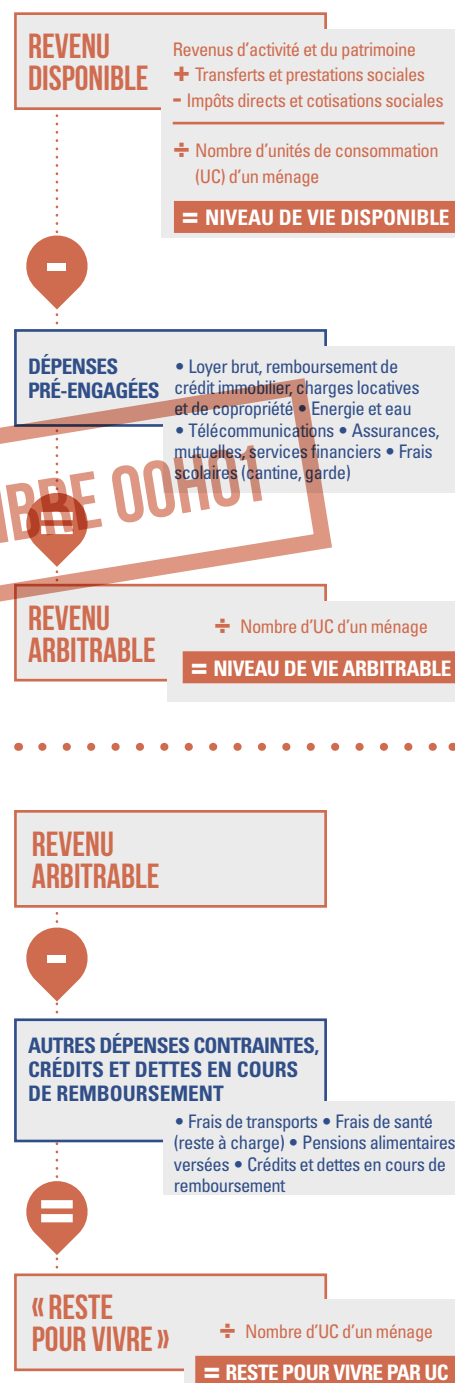 REVENU
DISPONIBLE
Revenus d’activité et du patrimoine
+ Transferts et prestations sociales
- Impôts directs et cotisations sociales
÷ Nombre d’unités de consommation
(UC) d’un ménage
= NIVEAU DE VIE DISPONIBLE
-
DÉPENSES
PRÉ-ENGAGÉES
• Loyer brut, remboursement de
crédit immobilier, charges locatives
et de copropriété • Energie et eau
• Télécommunications • Assurances,
mutuelles, services financiers • Frais
scolaires (cantine, garde)
00H01
=
REVENU
ARBITRABLE
÷ Nombre d’UC d’un ménage
= NIVEAU DE VIE ARBITRABLE
REVENU
ARBITRABLE
-
AUTRES DÉPENSES CONTRAINTES,
CRÉDITS ET DETTES EN COURS
DE REMBOURSEMENT
• Frais de transports • Frais de santé
(reste à charge) • Pensions alimentaires
versées • Crédits et dettes en cours de
remboursement
=
« RESTE
POUR VIVRE »
÷ Nombre d’UC d’un ménage
= RESTE POUR VIVRE PAR UC